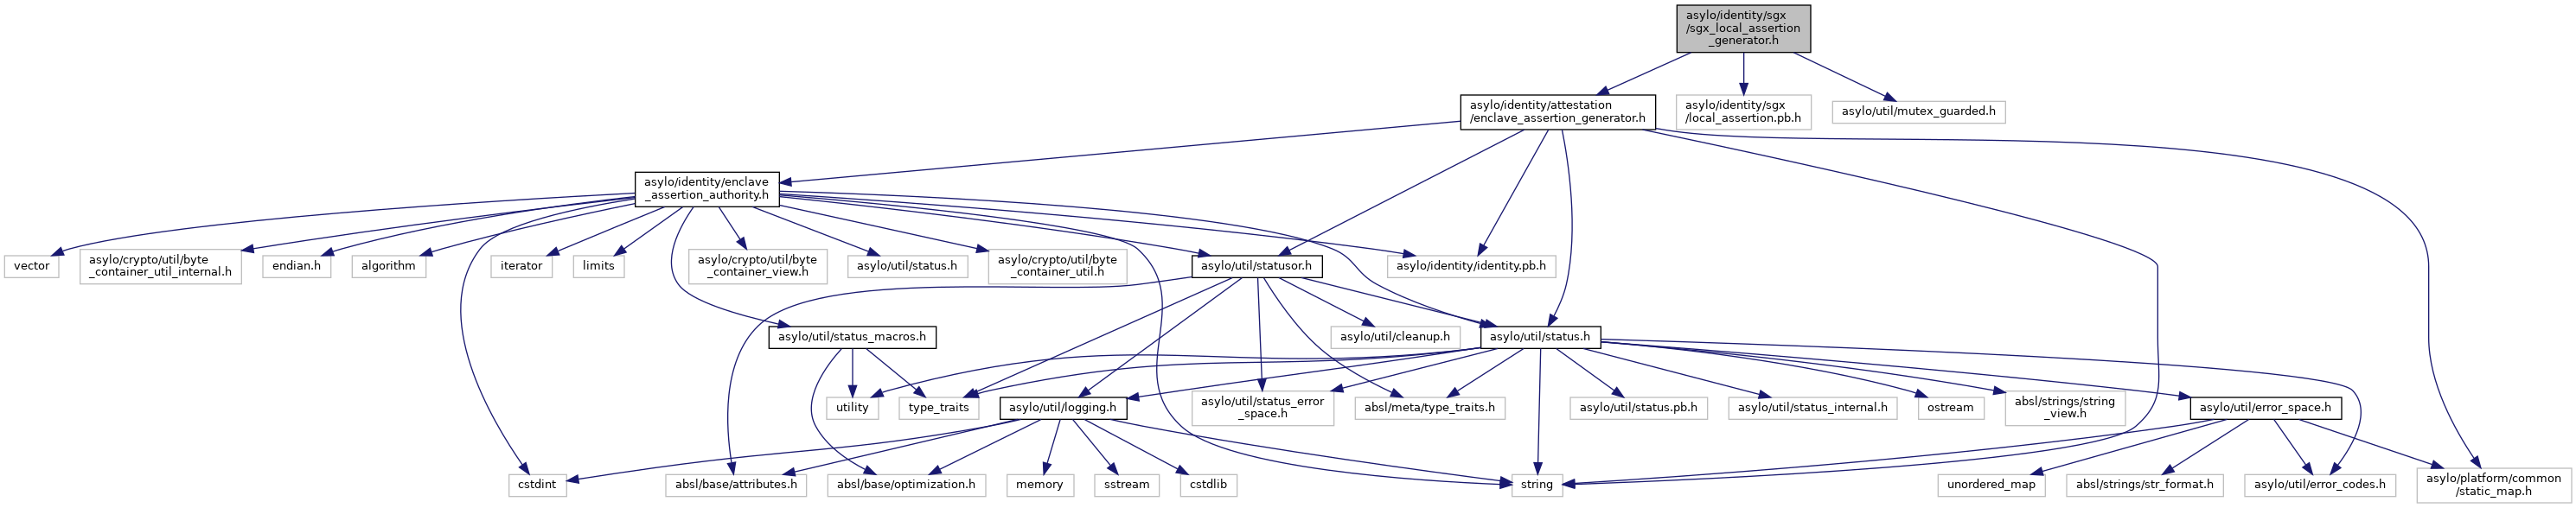 asylo/identity/sgx
/sgx_local_assertion
_generator.h
asylo/identity/attestation
/enclave_assertion_generator.h
asylo/identity/sgx
/local_assertion.pb.h
asylo/util/mutex_guarded.h
asylo/identity/enclave
_assertion_authority.h
vector
asylo/crypto/util/byte
_container_util_internal.h
endian.h
algorithm
iterator
limits
asylo/crypto/util/byte
_container_view.h
asylo/util/status.h
asylo/crypto/util/byte
_container_util.h
asylo/util/statusor.h
asylo/identity/identity.pb.h
asylo/util/status_macros.h
asylo/util/cleanup.h
asylo/util/status.h
utility
type_traits
asylo/util/logging.h
asylo/util/status_error
_space.h
absl/meta/type_traits.h
asylo/util/status.pb.h
asylo/util/status_internal.h
ostream
absl/strings/string
_view.h
asylo/util/error_space.h
cstdint
absl/base/attributes.h
absl/base/optimization.h
memory
sstream
cstdlib
string
unordered_map
absl/strings/str_format.h
asylo/util/error_codes.h
asylo/platform/common
/static_map.h